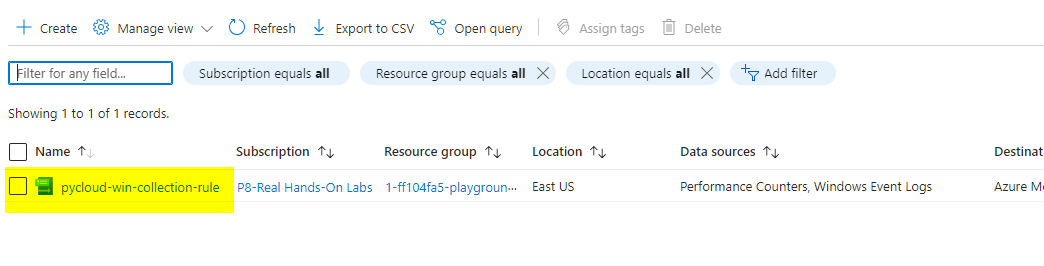 Create Manage view Refresh Export to CSV Open query Assign tags Delete
Filter for any field... Subscription equals all Resource group equals all Location equals all Add filter
Showing 1 to 1 of 1 records.
Name Subscription Resource group Location Data sources Destinat
pycloud-win-collection-rule P8-Real Hands-On Labs 1-ff104fa5-playgroun... East US Performance Counters, Windows Event Logs Azure Mo